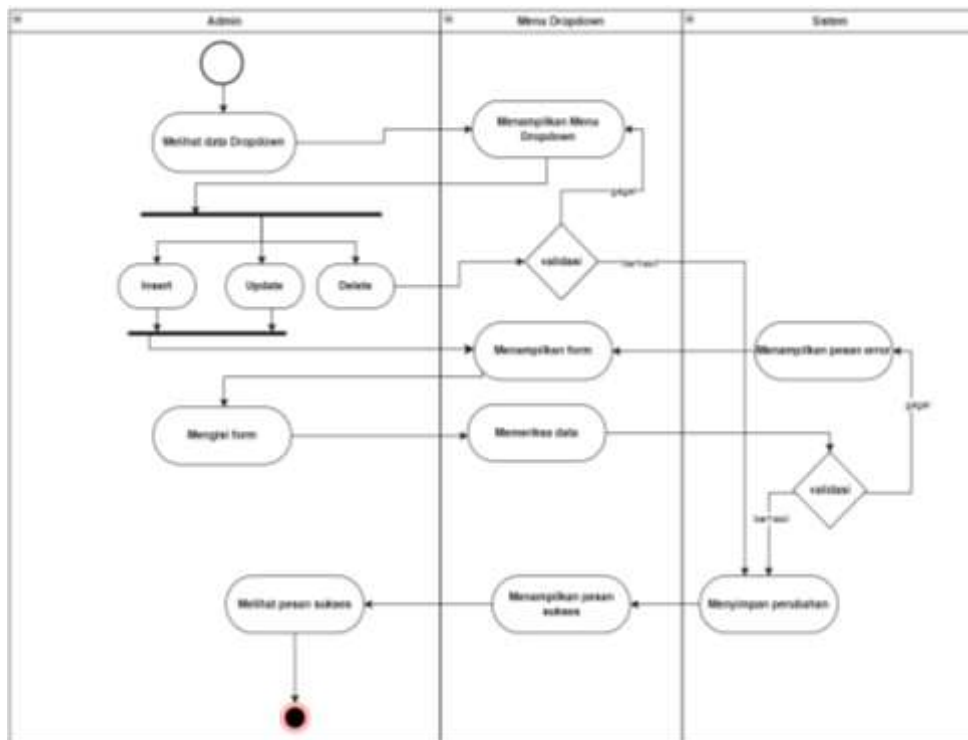 Admin
Menu Dropdown
Sistem
Melihat data Dropdown
Menampilkan Menu
Dropdown
gagal
Insert
Update
Delete
validasi
berhasil
Menampilkan form
Menampilkan pesan error
Mengisi form
Memeriksa data
gagal
validasi
berhasil
Melihat pesan sukses
Menampilkan pesan
sukses
Menyimpan perubahan